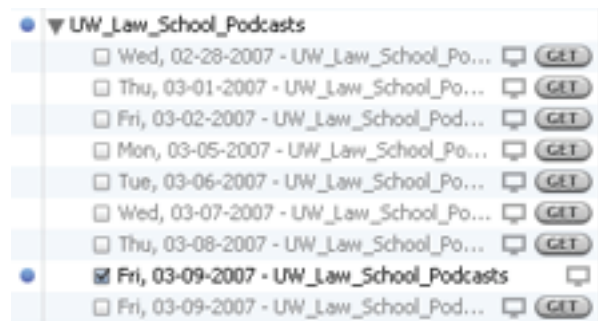 UW_Law_School_Podcasts
Wed, 02-28-2007 - UW_Law_School_Po... GET
Thu, 03-01-2007 - UW_Law_School_Po... GET
Fri, 03-02-2007 - UW_Law_School_Pod... GET
Mon, 03-05-2007 - UW_Law_School_Po... GET
Tue, 03-06-2007 - UW_Law_School_Po... GET
Wed, 03-07-2007 - UW_Law_School_Po... GET
Thu, 03-08-2007 - UW_Law_School_Po... GET
Fri, 03-09-2007 - UW_Law_School_Podcasts
Fri, 03-09-2007 - UW_Law_School_Pod... GET